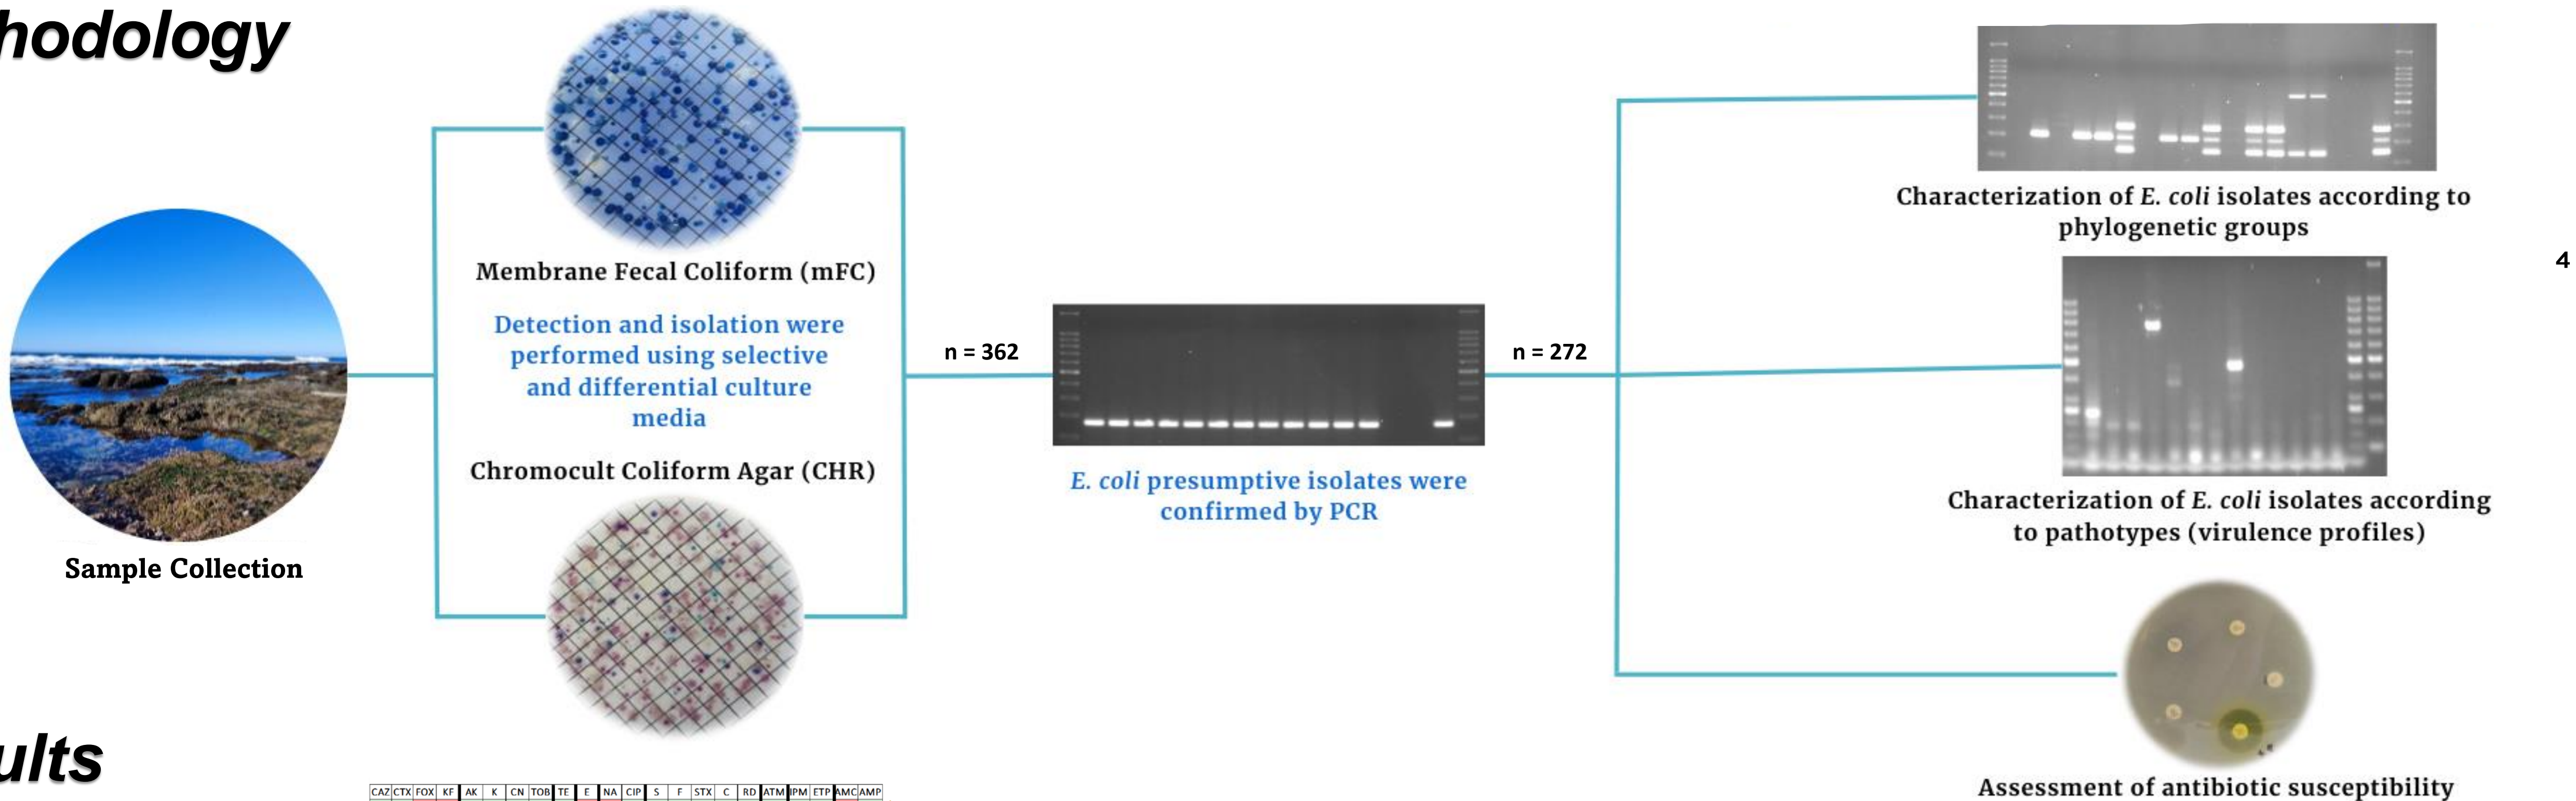 hodology
Membrane Fecal Coliform (mFC)
Detection and isolation were
performed using selective
and differential culture
media
Chromocult Coliform Agar (CHR)
Sample Collection
n = 362
E. coli presumptive isolates were
confirmed by PCR
n = 272
Characterization of E. coli isolates according to
phylogenetic groups
4
Characterization of E. coli isolates according
to pathotypes (virulence profiles)
Assessment of antibiotic susceptibility
ults
CAZ CTX FOX KF AK K CN TOB TE E NA CIP S F STX C RD ATM IPM ETP AMC AMP